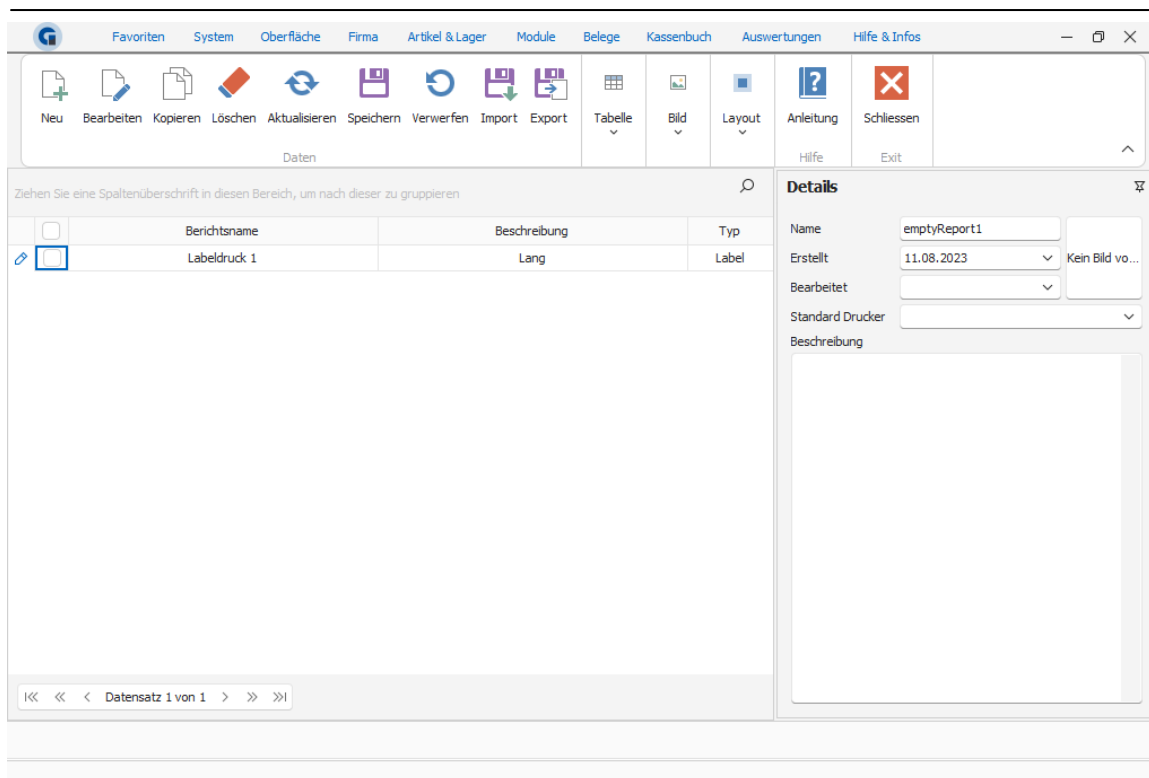 Favoriten System Oberfläche Firma Artikel & Lager Module Belege Kassenbuch Auswertungen Hilfe & Infos
Neu Bearbeiten Kopieren Löschen Aktualisieren Speichern Verwerfen Import Export Tabelle Bild Layout Anleitung Schliessen
Daten Hilfe Exit
Ziehen Sie eine Spaltenüberschrift in diesen Bereich, um nach dieser zu gruppieren
Berichtsname Beschreibung Typ
Labeldruck 1 Lang Label
Datensatz 1 von 1
Details
Name emptyReport1
Erstellt 11.08.2023 Kein Bild vo...
Bearbeitet
Standard Drucker
Beschreibung